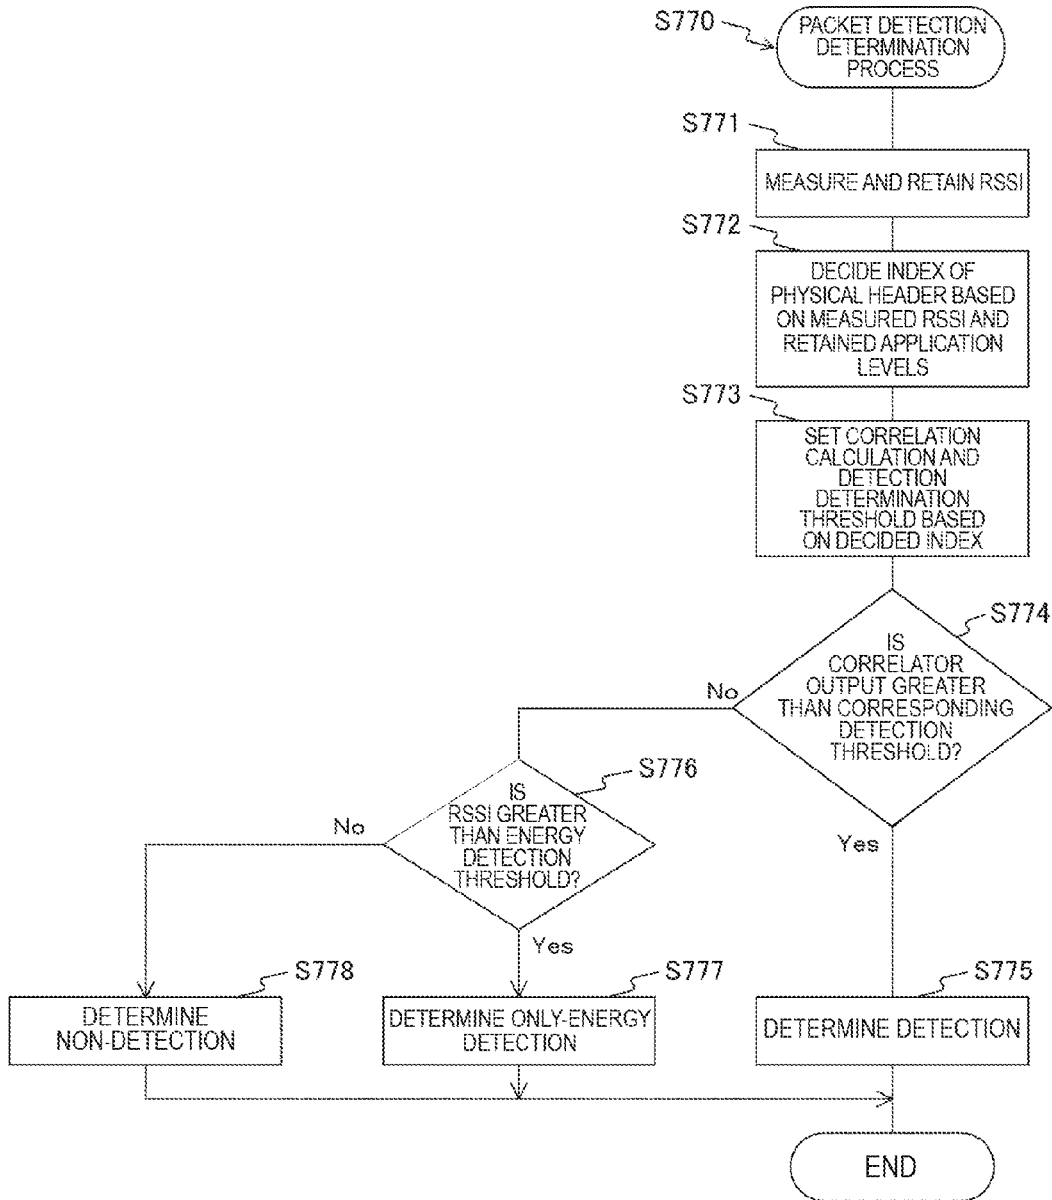 S770
PACKET DETECTION
DETERMINATION
PROCESS
S771
MEASURE AND RETAIN RSSI
S772
DECIDE INDEX OF
PHYSICAL HEADER BASED
ON MEASURED RSSI AND
RETAINED APPLICATION
LEVELS
S773
SET CORRELATION
CALCULATION AND
DETECTION
DETERMINATION
THRESHOLD BASED
ON DECIDED INDEX
S774
IS
CORRELATOR
OUTPUT GREATER
THAN CORRESPONDING
DETECTION
THRESHOLD?
No
Yes
S776
IS
RSSI GREATER
THAN ENERGY
DETECTION
THRESHOLD?
No
Yes
S778
DETERMINE
NON-DETECTION
S777
DETERMINE ONLY-ENERGY
DETECTION
S775
DETERMINE DETECTION
END